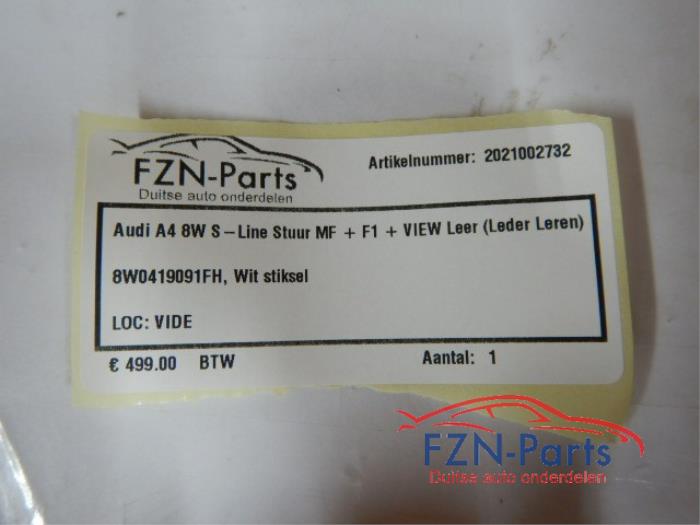 FZN-Parts
Duitse auto onderdelen
Artikelnummer: 2021002732
Audi A4 8W S-Line Stuur MF + F1 + VIEW Leer (Leder Leren)
8W0419091FH, Wit stiksel
LOC: VIDE
€ 499.00 BTW Aantal: 1
FZN-Parts
Duitse auto onderdelen